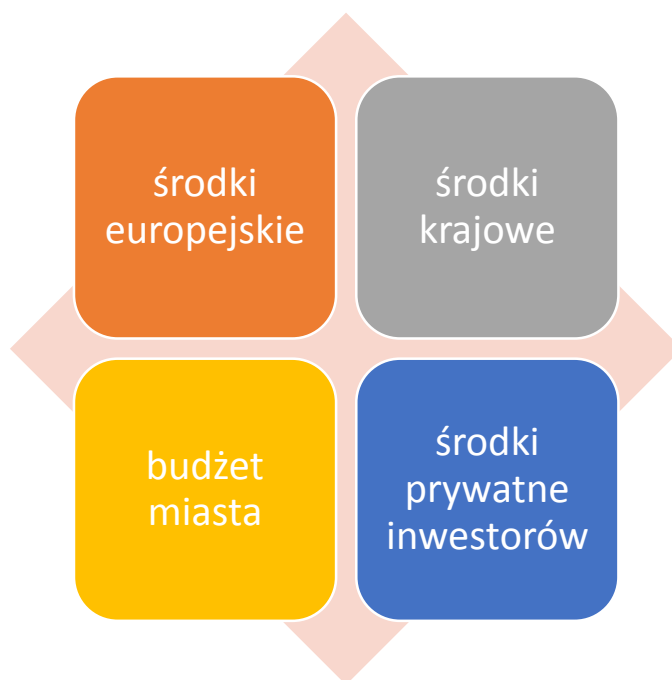 środki
europejskie
środki
krajowe
budżet
miasta
środki
prywatne
inwestorów